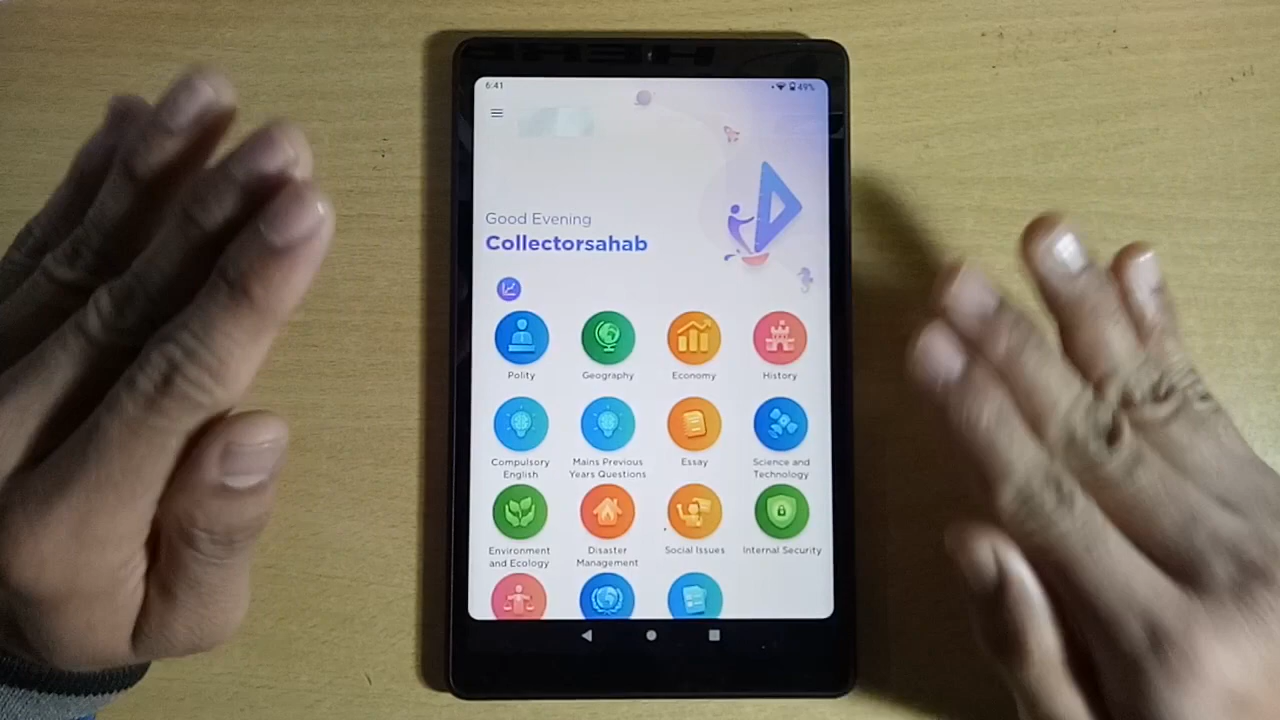 6:41
49%
Good Evening
Collectorsahab
Polity
Geography
Economy
History
Compulsory
English
Mains Previous
Years Questions
Essay
Science and
Technology
Environment
and Ecology
Disaster
Management
Social Issues
Internal Security